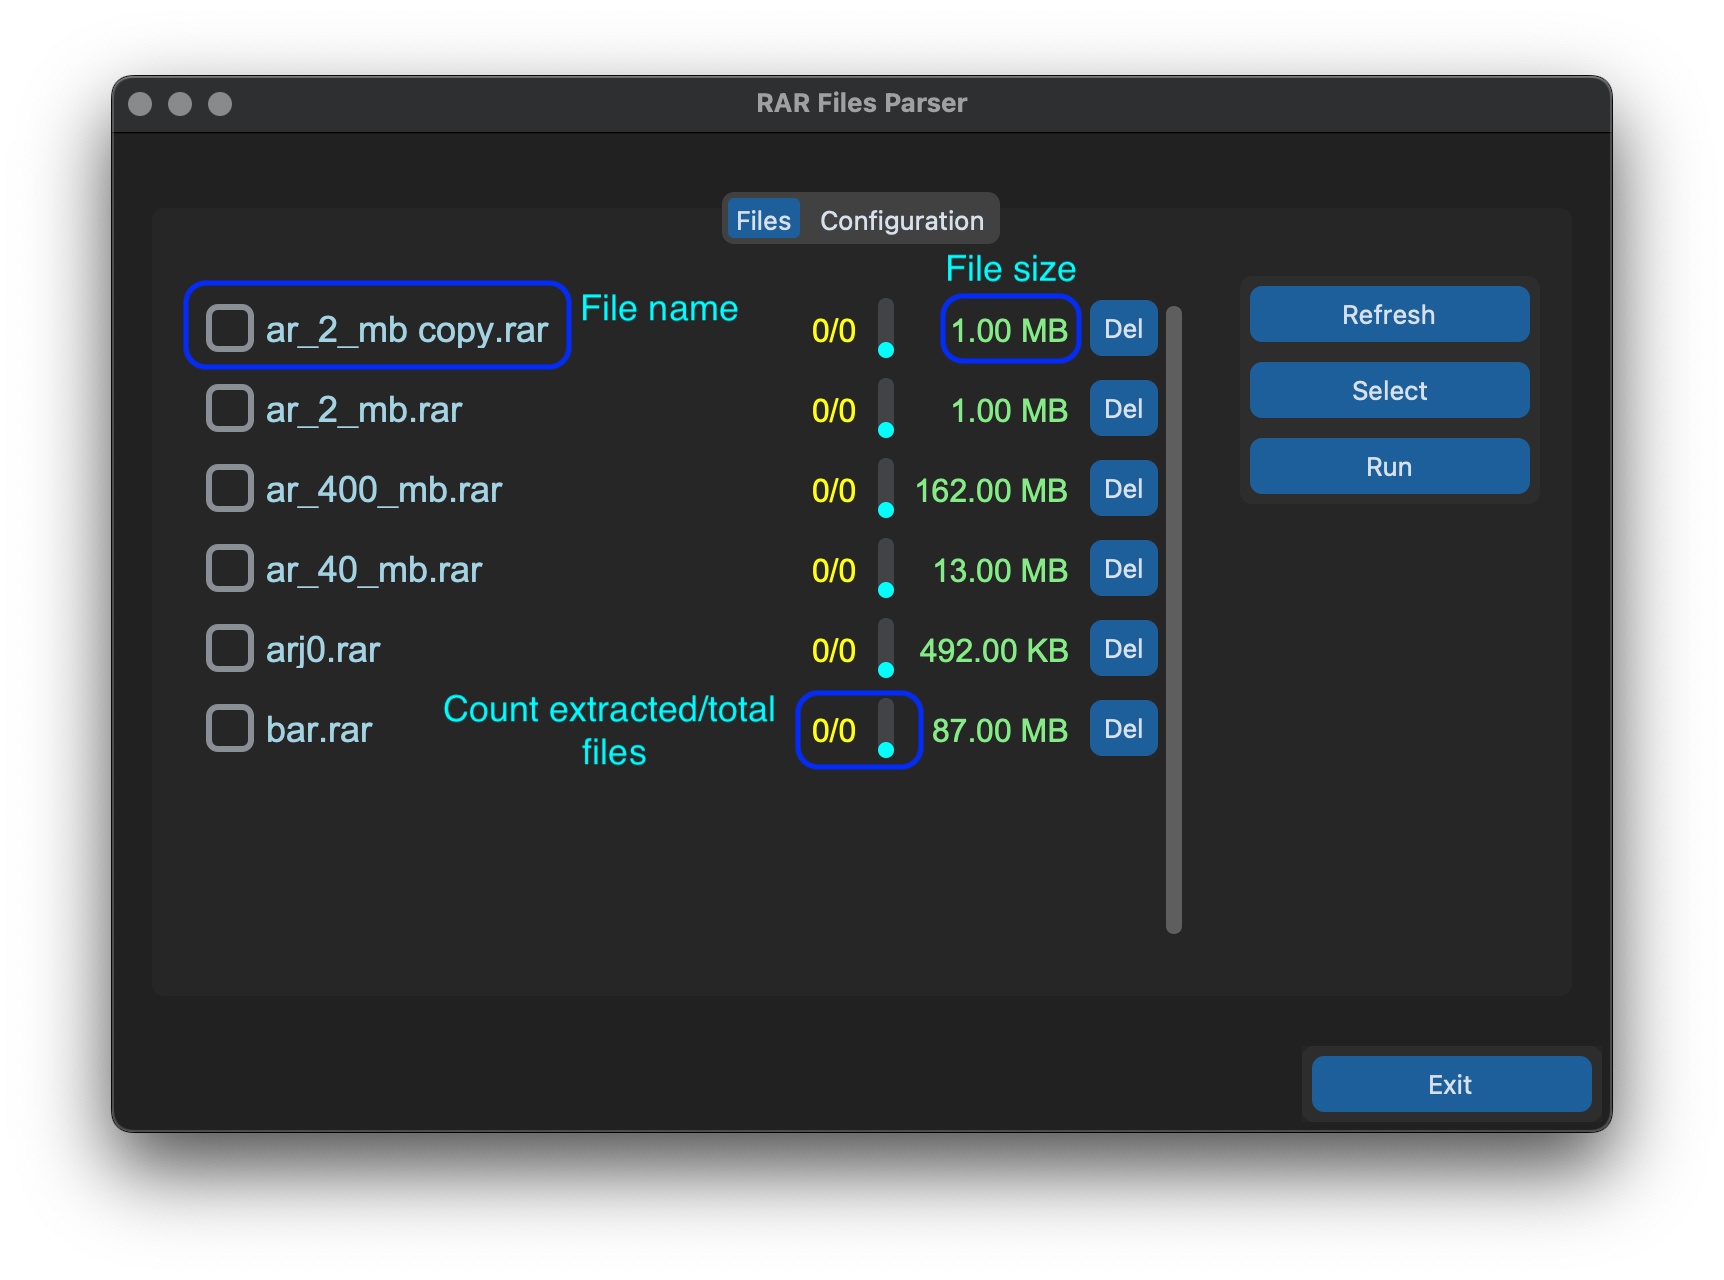 RAR Files Parser
Files Configuration
File size
ar_2_mb copy.rar File name 0/0 1.00 MB Del
ar_2_mb.rar 0/0 1.00 MB Del
ar_400_mb.rar 0/0 162.00 MB Del
ar_40_mb.rar 0/0 13.00 MB Del
arj0.rar 0/0 492.00 KB Del
bar.rar 0/0 87.00 MB Del
Count extracted/total
files
Refresh
Select
Run
Exit